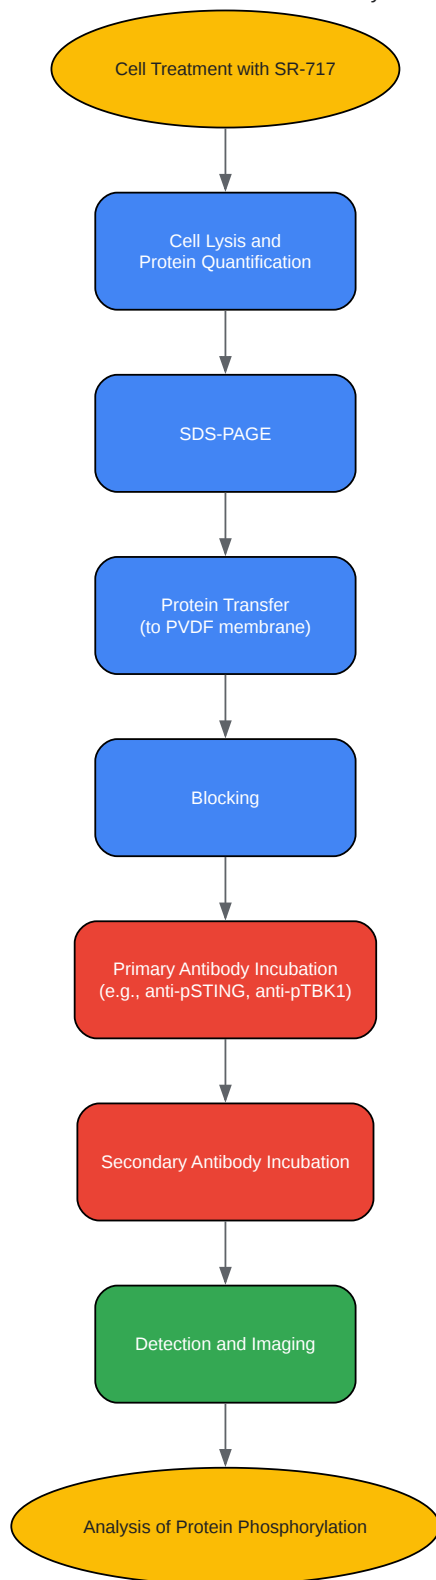 Cell Treatment with SR-717
Cell Lysis and
Protein Quantification
SDS-PAGE
Protein Transfer
(to PVDF membrane)
Blocking
Primary Antibody Incubation
(e.g., anti-pSTING, anti-pTBK1)
Secondary Antibody Incubation
Detection and Imaging
Analysis of Protein Phosphorylation